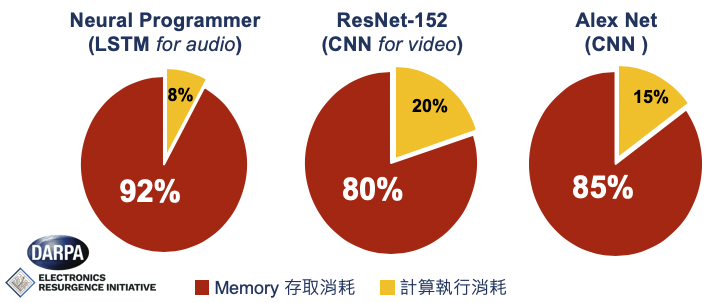 Neural Programmer
(LSTM for audio)
ResNet-152
(CNN for video)
Alex Net
(CNN )
8%
92%
20%
80%
15%
85%
DARPA
ELECTRONICS
RESURGENCE INITIATIVE
Memory 存取消耗
計算執行消耗